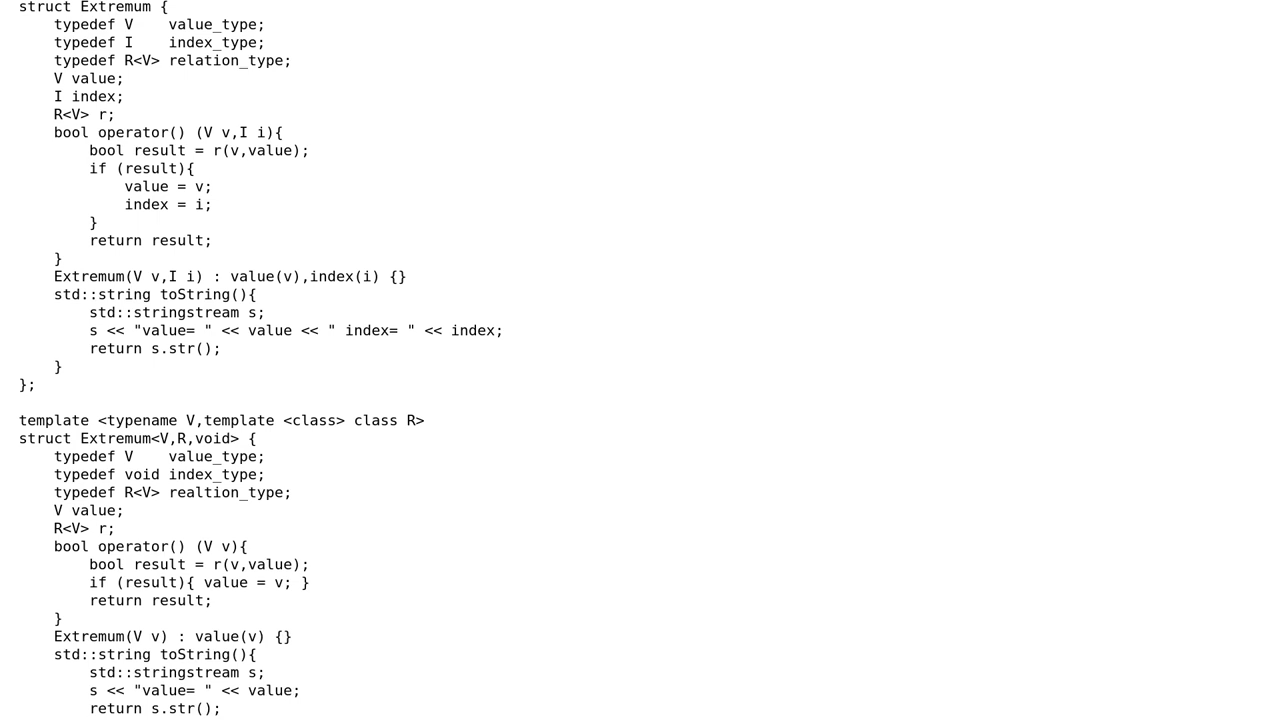 struct Extremum {
    typedef V    value_type;
    typedef I    index_type;
    typedef R<V> relation_type;
    V value;
    I index;
    R<V> r;
    bool operator() (V v,I i){
        bool result = r(v,value);
        if (result){
            value = v;
            index = i;
        }
        return result;
    }
    Extremum(V v,I i) : value(v),index(i) {}
    std::string toString(){
        std::stringstream s;
        s << "value= " << value << " index= " << index;
        return s.str();
    }
};

template <typename V,template <class> class R>
struct Extremum<V,R,void> {
    typedef V    value_type;
    typedef void index_type;
    typedef R<V> realtion_type;
    V value;
    R<V> r;
    bool operator() (V v){
        bool result = r(v,value);
        if (result){ value = v; }
        return result;
    }
    Extremum(V v) : value(v) {}
    std::string toString(){
        std::stringstream s;
        s << "value= " << value;
        return s.str();